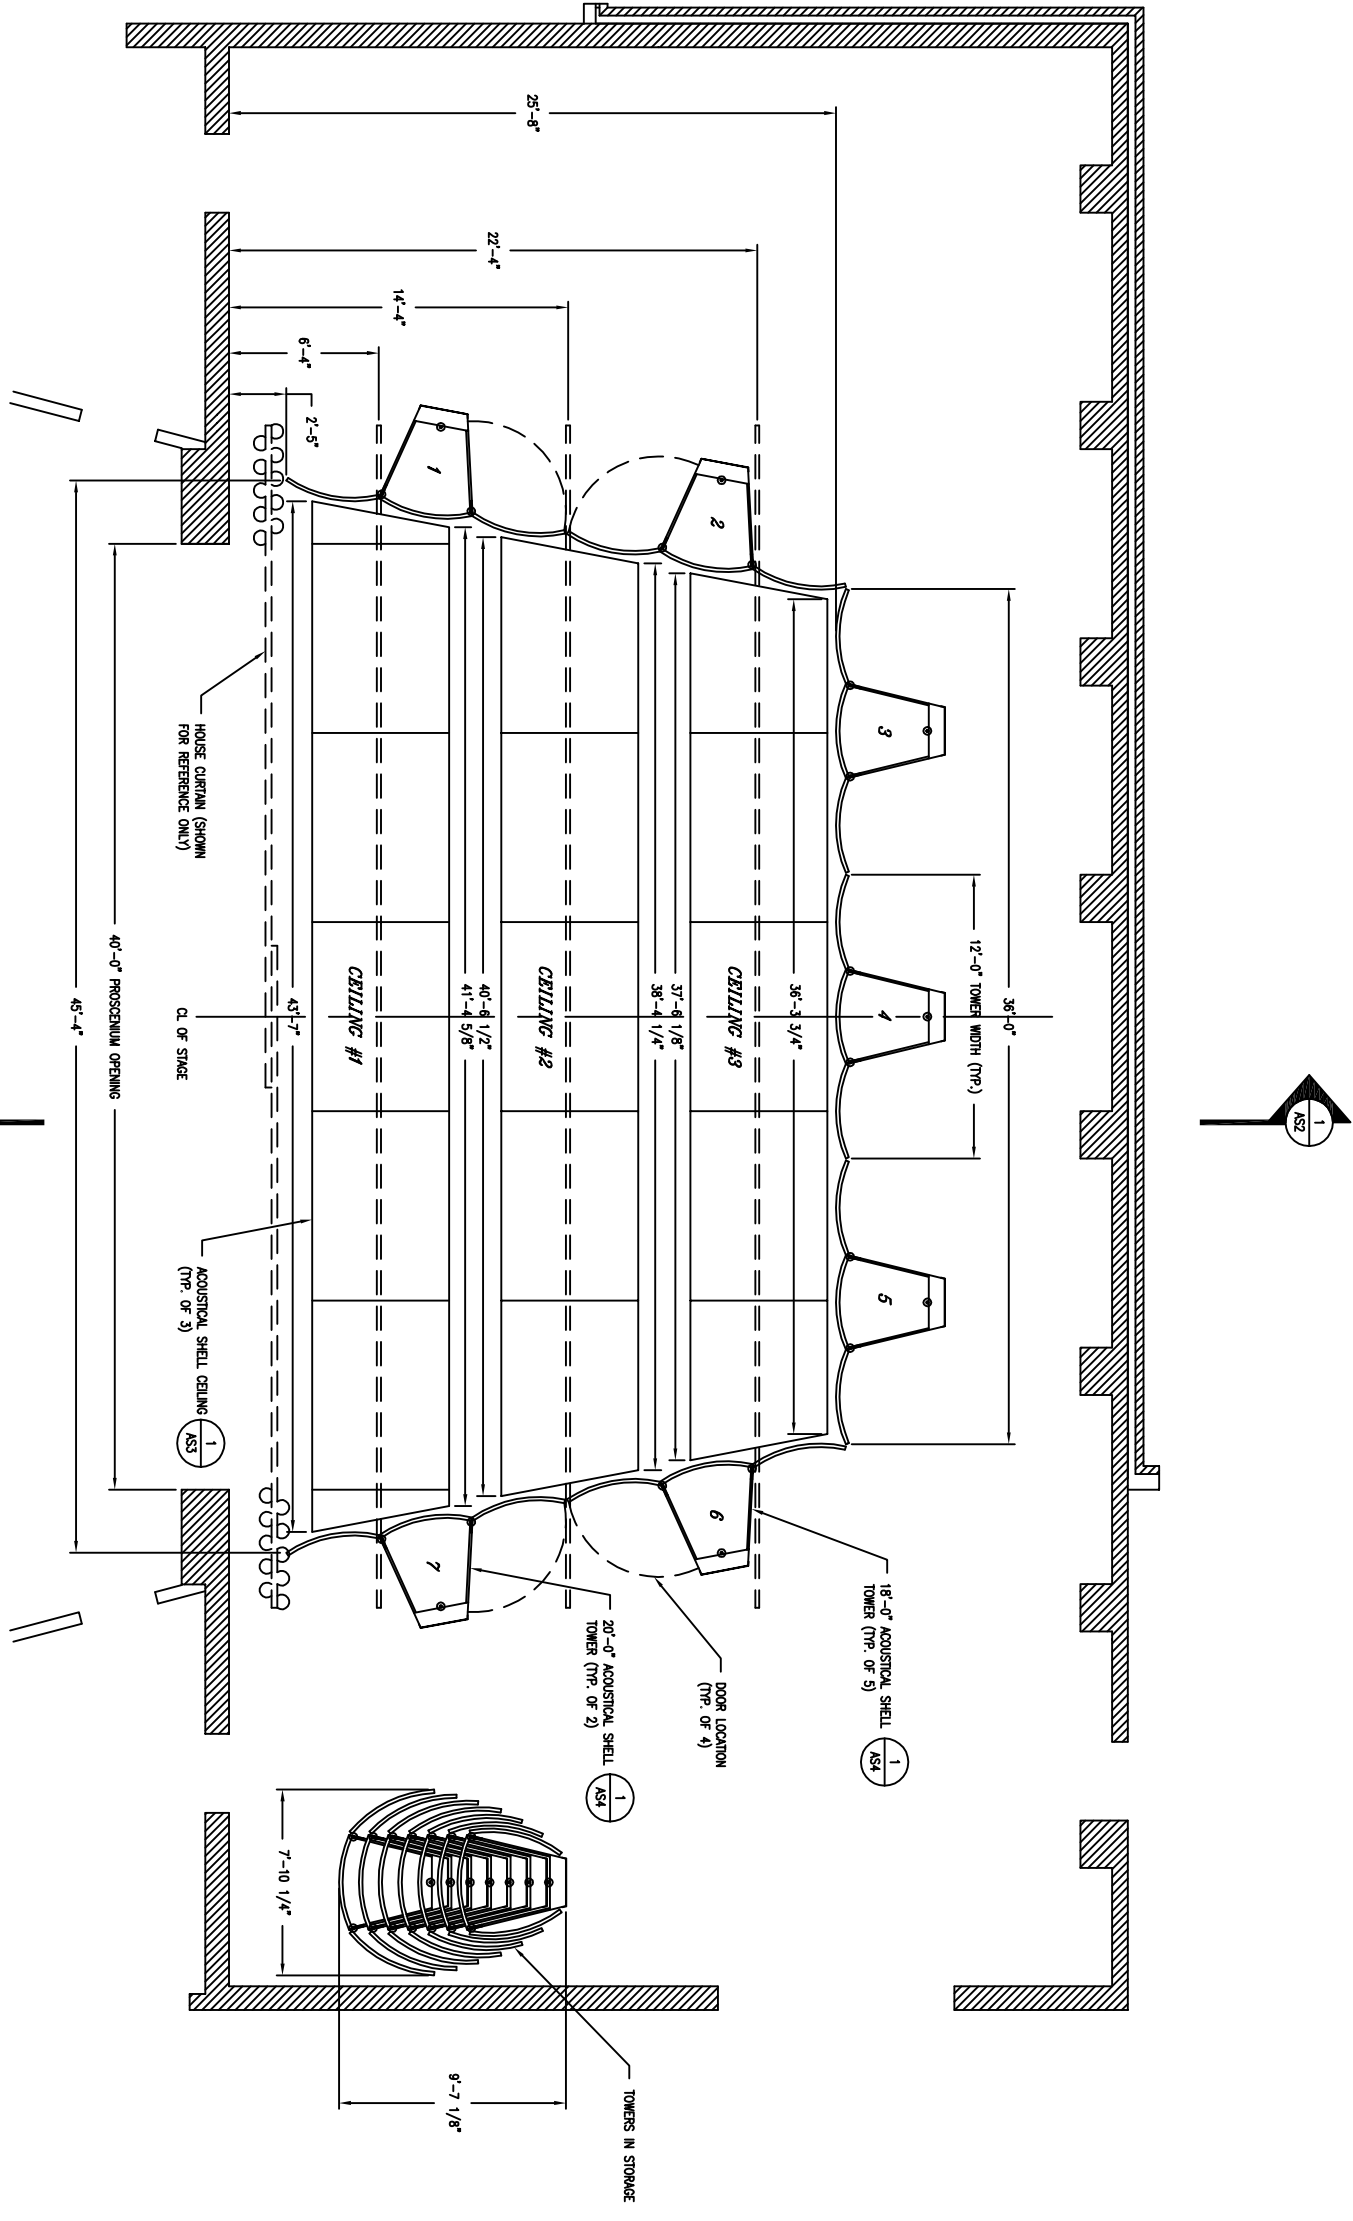 1
AS2
36'-0"
12'-0" TOWER WIDTH (TYP.)
3
4
5
25'-8"
22'-4"
14'-4"
6'-4"
2'-5"
36'-3 3/4"
CEILING #3
37'-6 1/8"
38'-4 1/4"
CEILING #2
40'-6 1/2"
41'-4 5/8"
CEILING #1
43'-7"
1
2
6
7
18'-0" ACOUSTICAL SHELL
TOWER (TYP. OF 5)
1
AS4
DOOR LOCATION
(TYP. OF 4)
20'-0" ACOUSTICAL SHELL
TOWER (TYP. OF 2)
1
AS4
TOWERS IN STORAGE
9'-7 1/8"
7'-10 1/4"
HOUSE CURTAIN (SHOWN
FOR REFERENCE ONLY)
CL OF STAGE
ACOUSTICAL SHELL CEILING
(TYP. OF 3)
1
AS3
40'-0" PROSCENIUM OPENING
45'-4"